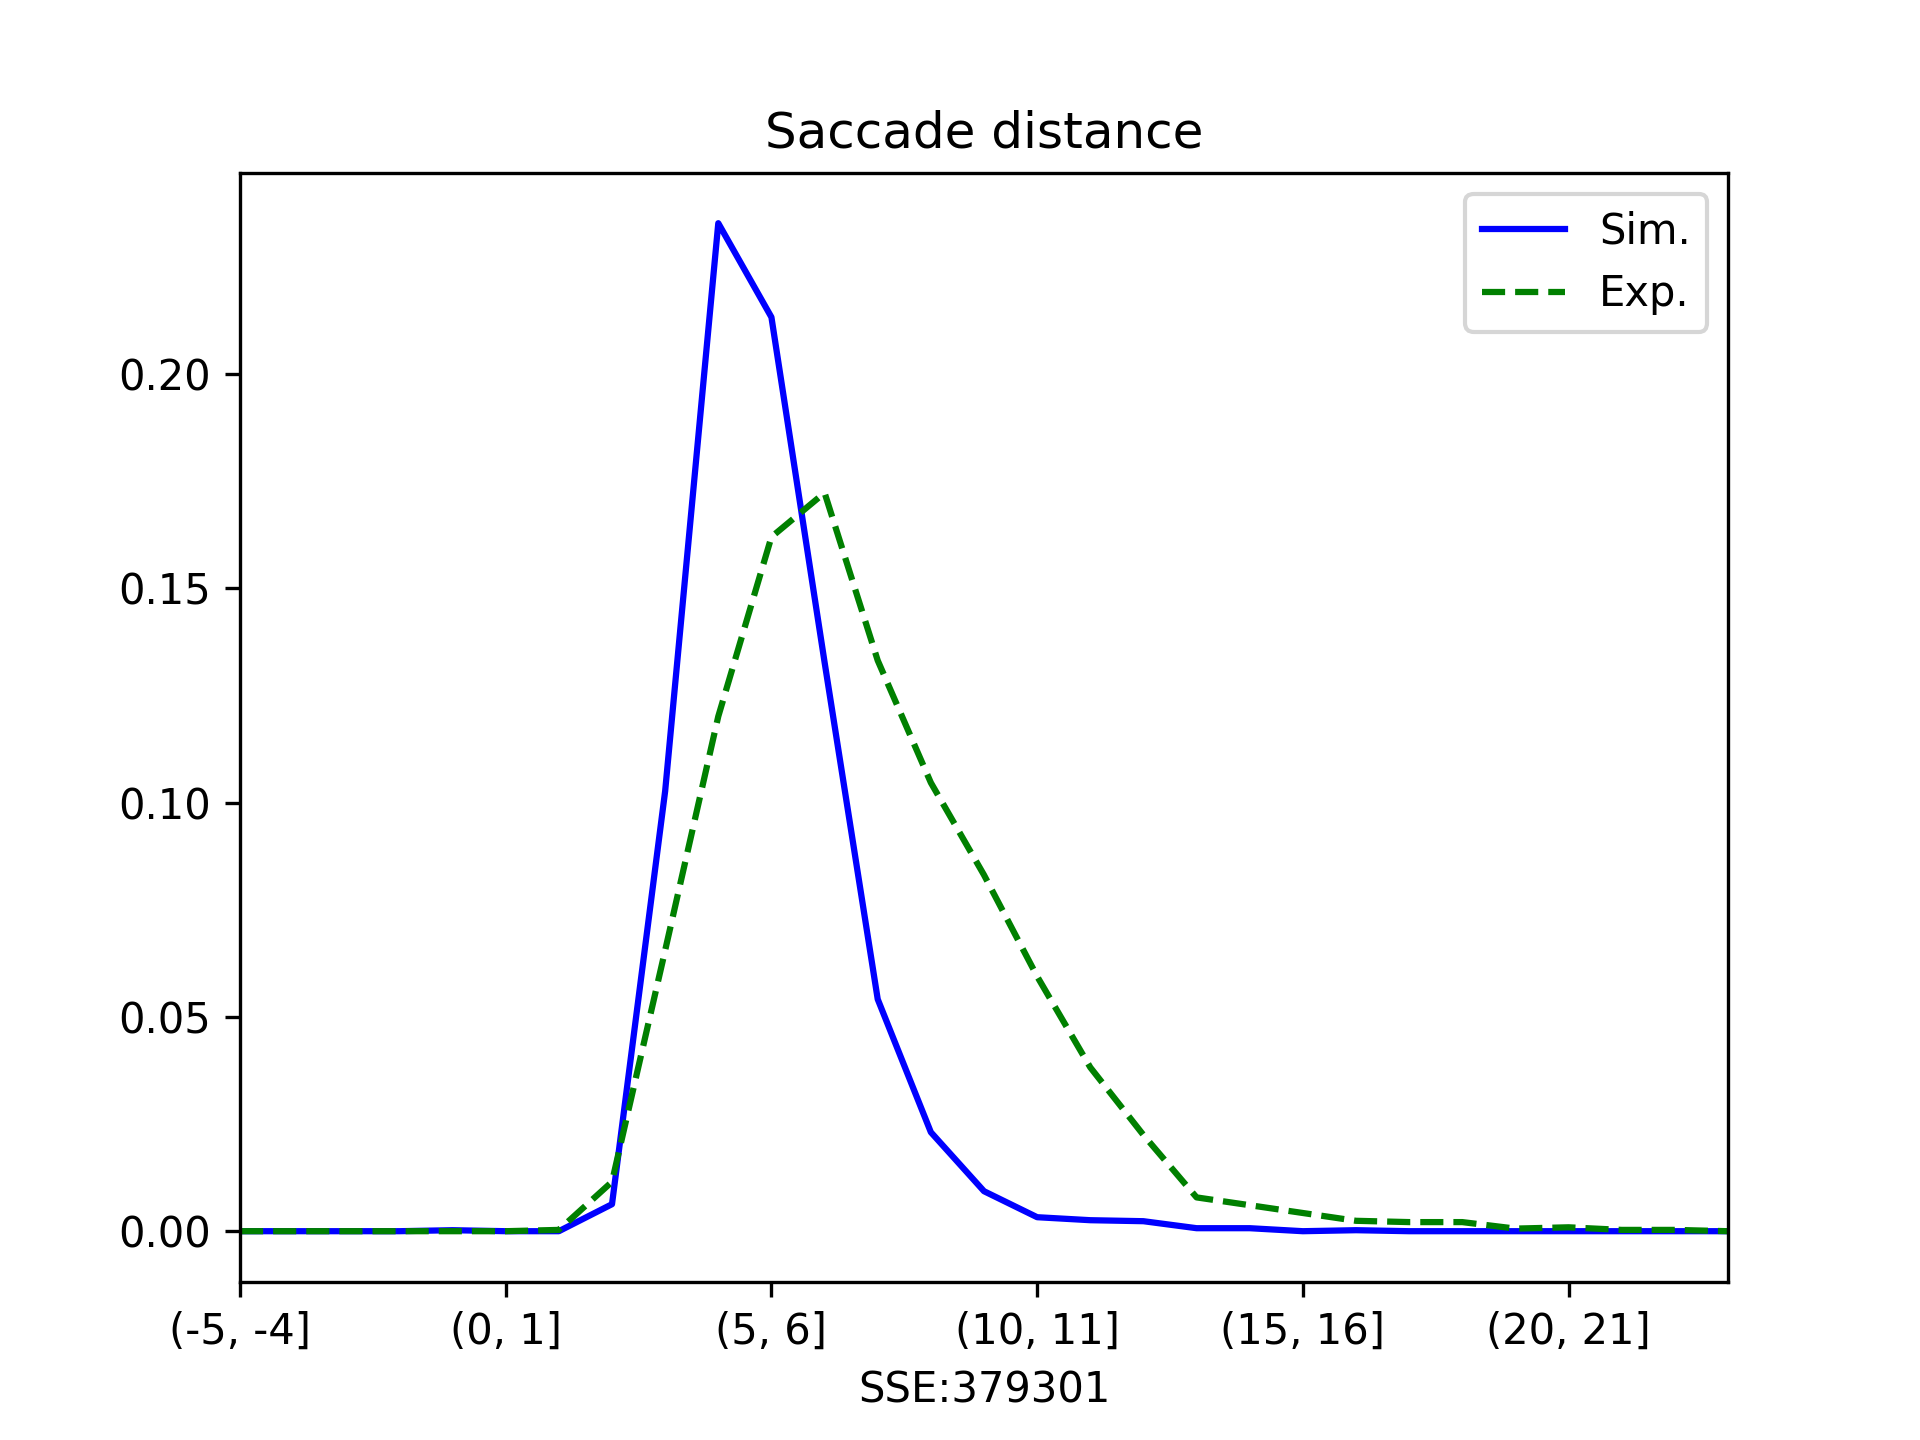 Saccade distance
Sim.
Exp.
0.20
0.15
0.10
0.05
0.00
(-5, -4] (0, 1] (5, 6] (10, 11] (15, 16] (20, 21]
SSE:379301